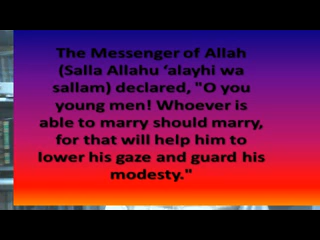 The Messenger of Allah
(Salla Allahu ‘alayhi wa
sallam) declared, "O you
young men! Whoever is
able to marry should marry,
for that will help him to
lower his gaze and guard his
modesty."